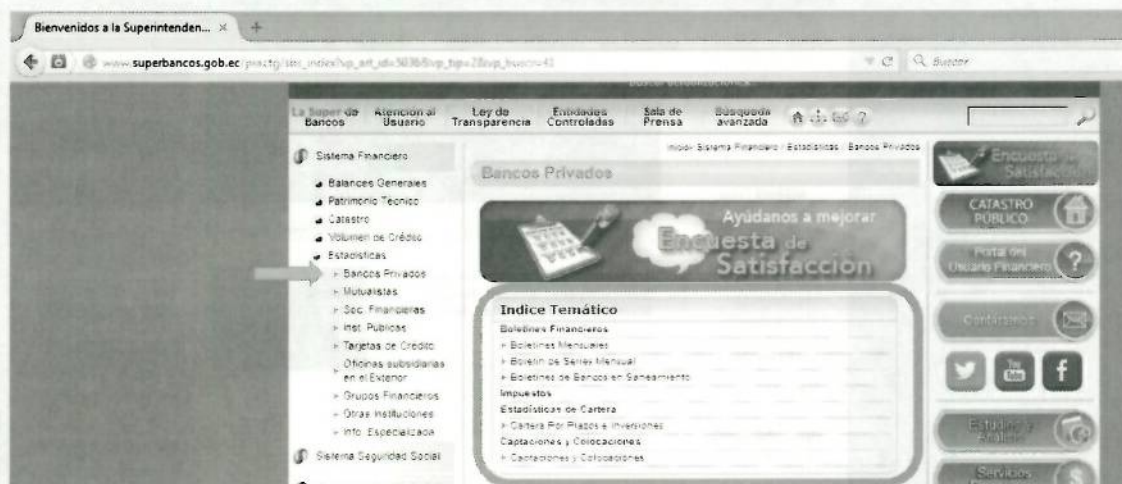 Bienvenidos a la Superintenden... × +
www.superbancos.gob.ec
Buscar
La Super de Bancos
Atención al Usuario
Ley de Transparencia
Entidades Controladas
Sala de Prensa
Búsqueda avanzada
Inicio› Sistema Financiero / Estadísticas / Bancos Privados
Sistema Financiero
Balances Generales
Patrimonio Técnico
Catastro
Volumen de Crédito
Estadísticas
Bancos Privados
Mutualistas
Soc. Financieras
Inst. Públicas
Tarjetas de Crédito
Oficinas subsidiarias
en el Exterior
Grupos Financieros
Otras Instituciones
Info. Especializada
Sistema Seguridad Social
Bancos Privados
Ayúdanos a mejorar
Encuesta de
Satisfacción
Indice Temático
Boletines Financieros
Boletines Mensuales
Boletín de Series Mensual
Boletines de Bancos en Saneamiento
Impuestos
Estadísticas de Cartera
Cartera Por Plazos e Inversiones
Captaciones y Colocaciones
Captaciones y Colocaciones
Encuesta de
Satisfacción
CATASTRO
PÚBLICO
Portal del
Usuario Financiero
?
Contáctenos
You
Tube
f
Estudios y
Análisis
Servicios
$